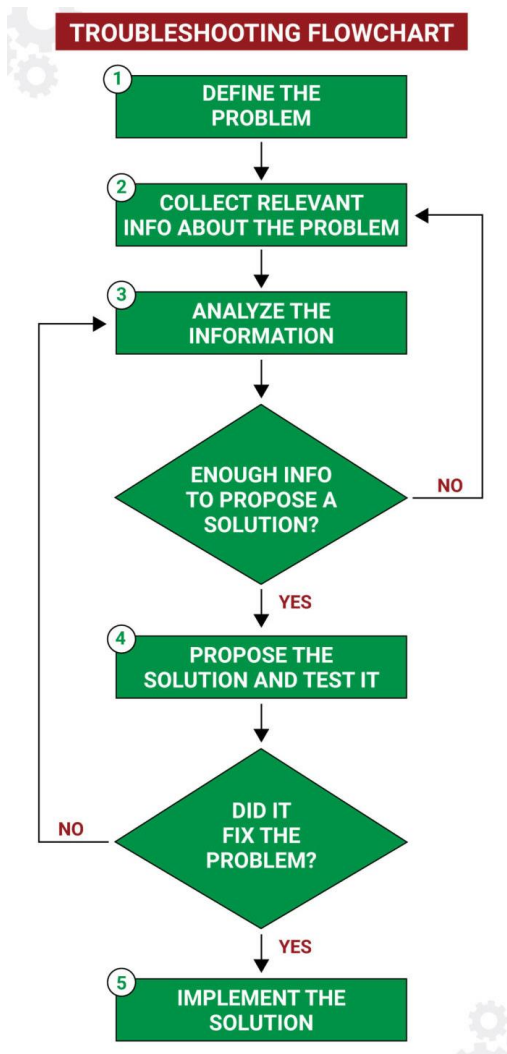 TROUBLESHOOTING FLOWCHART
1
DEFINE THE
PROBLEM
2
COLLECT RELEVANT
INFO ABOUT THE PROBLEM
3
ANALYZE THE
INFORMATION
ENOUGH INFO
TO PROPOSE A
SOLUTION?
NO
YES
4
PROPOSE THE
SOLUTION AND TEST IT
DID IT
FIX THE
PROBLEM?
NO
YES
5
IMPLEMENT THE
SOLUTION